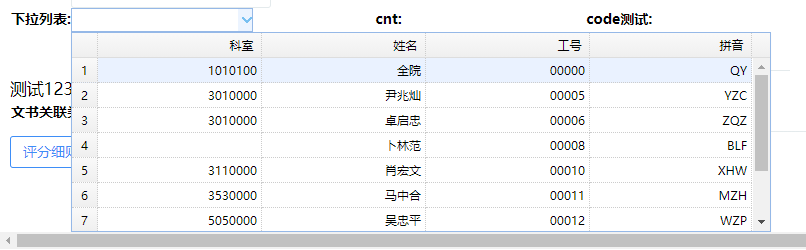 下拉列表: cnt: code测试:
科室 姓名 工号 拼音
1 1010100 全院 00000 QY
2 3010000 尹兆灿 00005 YZC
3 3010000 卓启忠 00006 ZQZ
4 卜林范 00008 BLF
5 3110000 肖宏文 00010 XHW
6 3530000 马中合 00011 MZH
7 5050000 吴忠平 00012 WZP
测试123
文书关联
评分细则